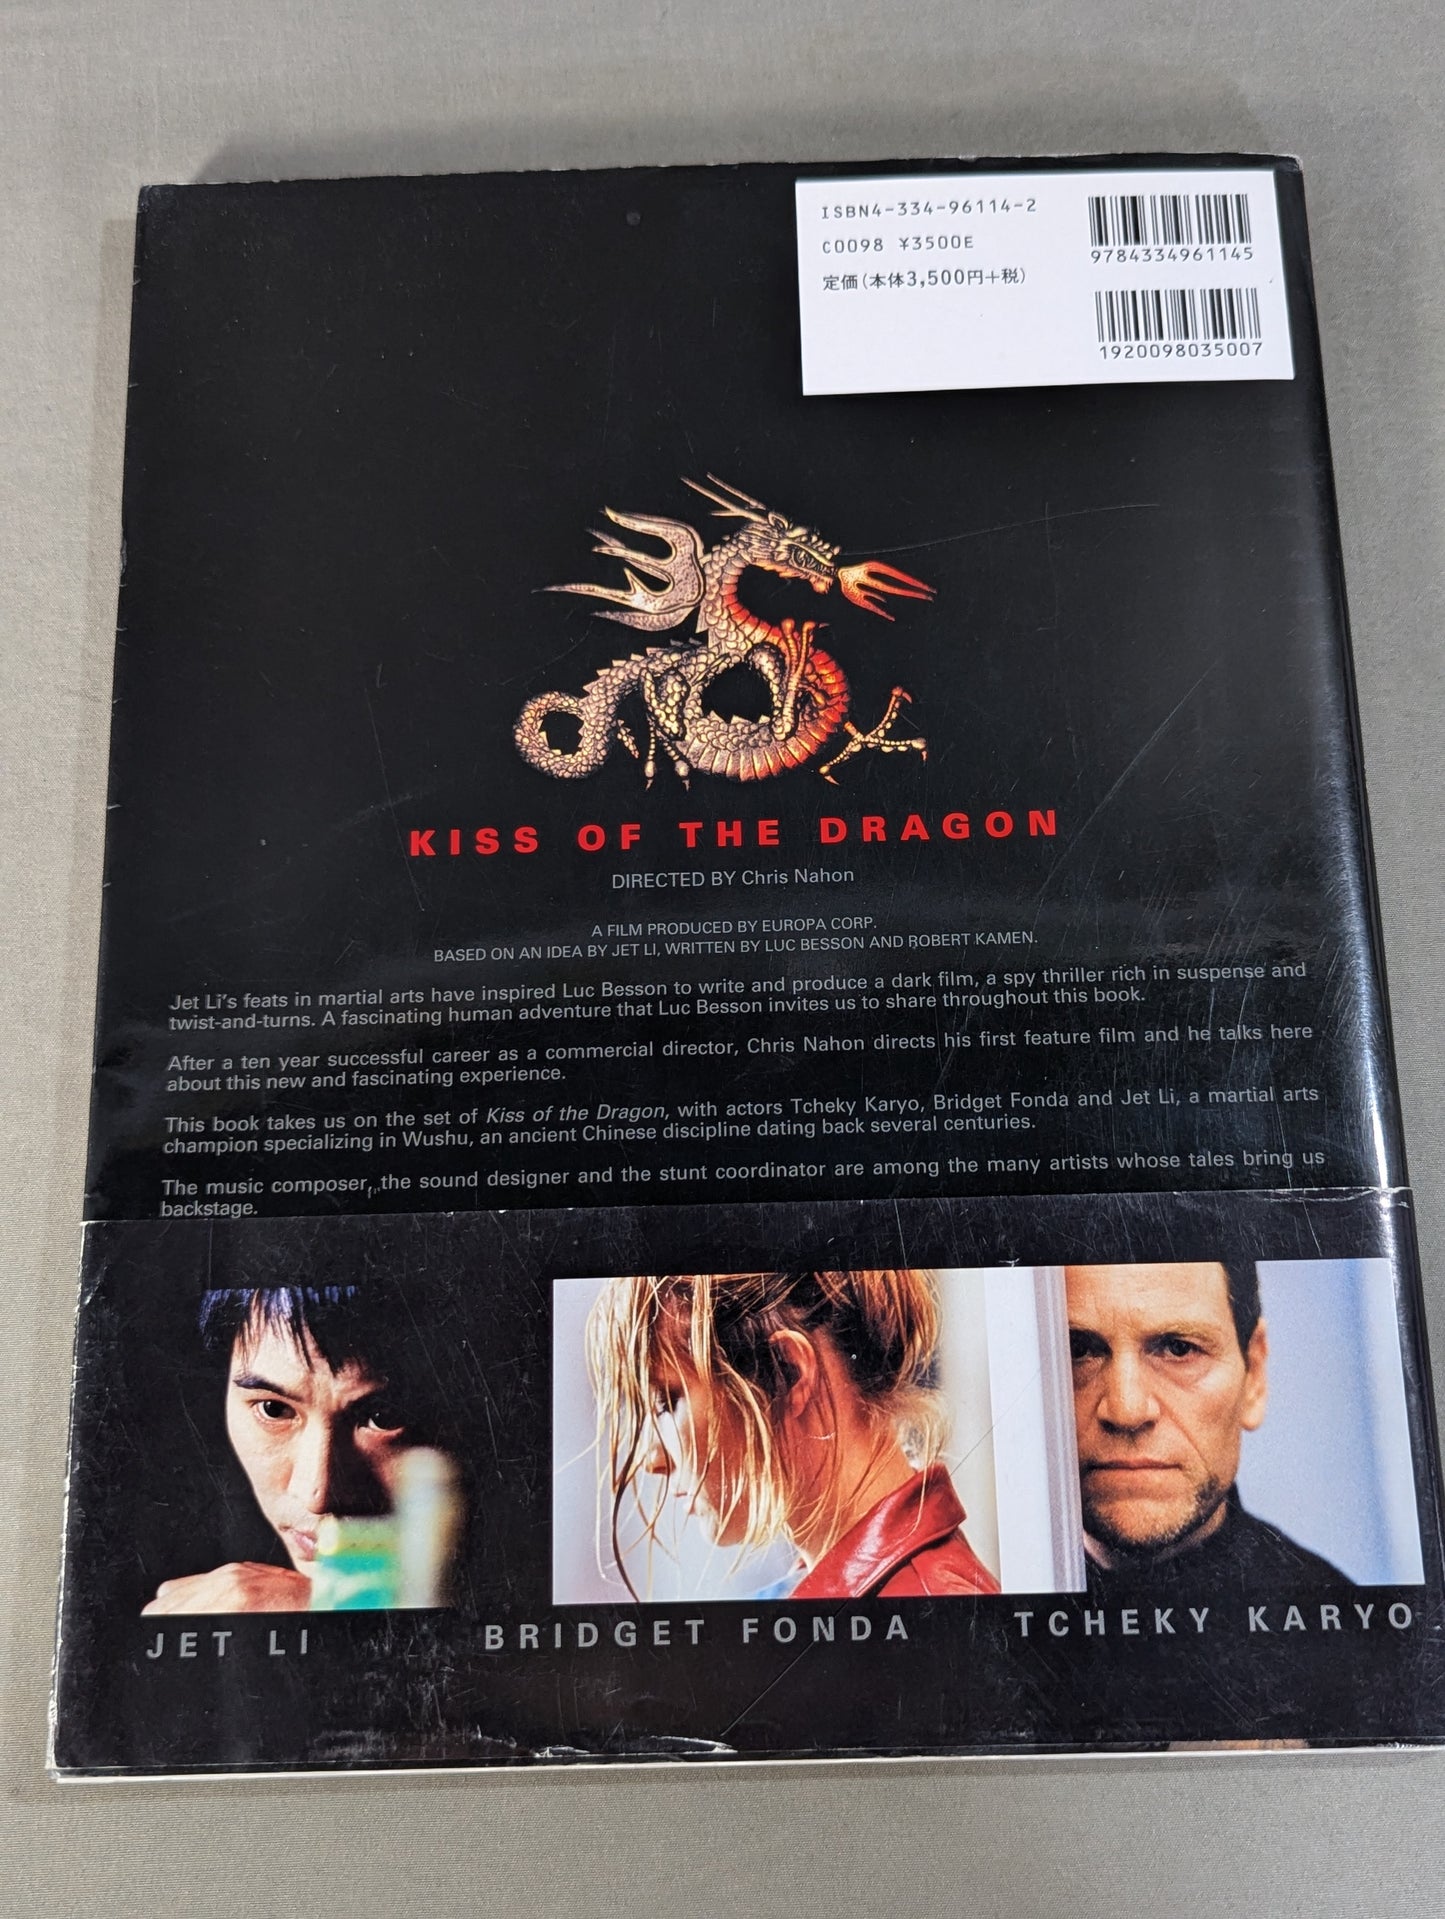 ISBN4-334-96114-2
C0098 ¥3500E
定価(本体3,500円+税)
9784334961145
1920098035007
KISS OF THE DRAGON
DIRECTED BY Chris Nahon
A FILM PRODUCED BY EUROPA CORP.
BASED ON AN IDEA BY JET LI, WRITTEN BY LUC BESSON AND ROBERT KAMEN.
Jet Li's feats in martial arts have inspired Luc Besson to write and produce a dark film, a spy thriller rich in suspense and
twist-and-turns. A fascinating human adventure that Luc Besson invites us to share throughout this book.
After a ten year successful career as a commercial director, Chris Nahon directs his first feature film and he talks here
about this new and fascinating experience.
This book takes us on the set of Kiss of the Dragon, with actors Tcheky Karyo, Bridget Fonda and Jet Li, a martial arts
champion specializing in Wushu, an ancient Chinese discipline dating back several centuries.
The music composer, the sound designer and the stunt coordinator are among the many artists whose tales bring us
backstage.
JET LI
BRIDGET FONDA
TCHEKY KARYO